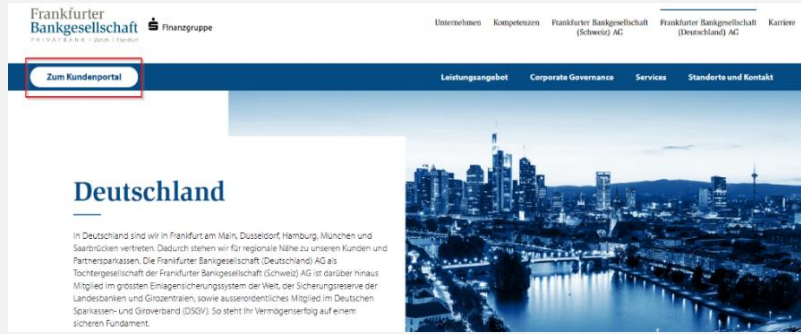 Frankfurter
Bankgesellschaft
PRIVATBANK | Zürich | Frankfurt
Finanzgruppe
Unternehmen Kompetenzen Frankfurter Bankgesellschaft (Schweiz) AG Frankfurter Bankgesellschaft (Deutschland) AG Karriere
Zum Kundenportal
Leistungsangebot Corporate Governance Services Standorte und Kontakt
Deutschland
In Deutschland sind wir in Frankfurt am Main, Düsseldorf, Hamburg, München und
Saarbrücken vertreten. Dadurch stehen wir für regionale Nähe zu unseren Kunden und
Partnersparkassen. Die Frankfurter Bankgesellschaft (Deutschland) AG als
Tochtergesellschaft der Frankfurter Bankgesellschaft (Schweiz) AG ist darüber hinaus
Mitglied im grössten Einlagensicherungssystem der Welt, der Sicherungsreserve der
Landesbanken und Girozentralen, sowie ausserordentliches Mitglied im Deutschen
Sparkassen- und Giroverband (DSGV). So steht Ihr Vermögenserfolg auf einem
sicheren Fundament.